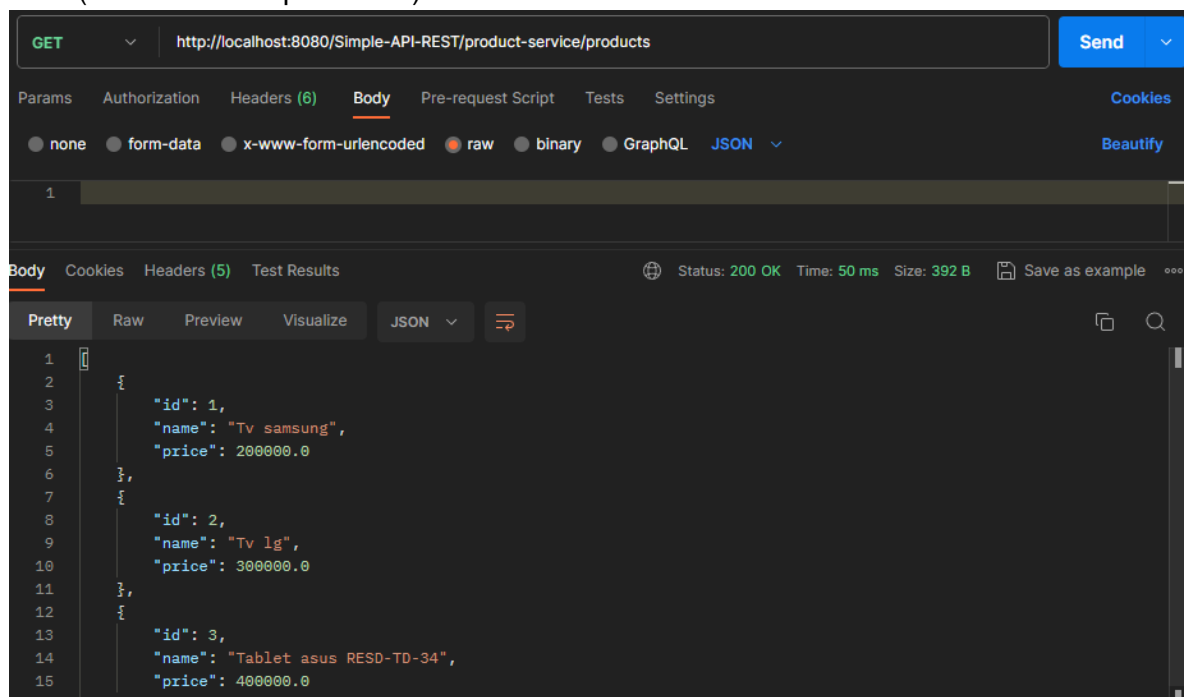 GET http://localhost:8080/Simple-API-REST/product-service/products Send
Params Authorization Headers (6) Body Pre-request Script Tests Settings Cookies
none form-data x-www-form-urlencoded raw binary GraphQL JSON Beautify
1
Body Cookies Headers (5) Test Results Status: 200 OK Time: 50 ms Size: 392 B Save as example
Pretty Raw Preview Visualize JSON
1 [
2 {
3 "id": 1,
4 "name": "Tv samsung",
5 "price": 200000.0
6 },
7 {
8 "id": 2,
9 "name": "Tv lg",
10 "price": 300000.0
11 },
12 {
13 "id": 3,
14 "name": "Tablet asus RESD-TD-34",
15 "price": 400000.0